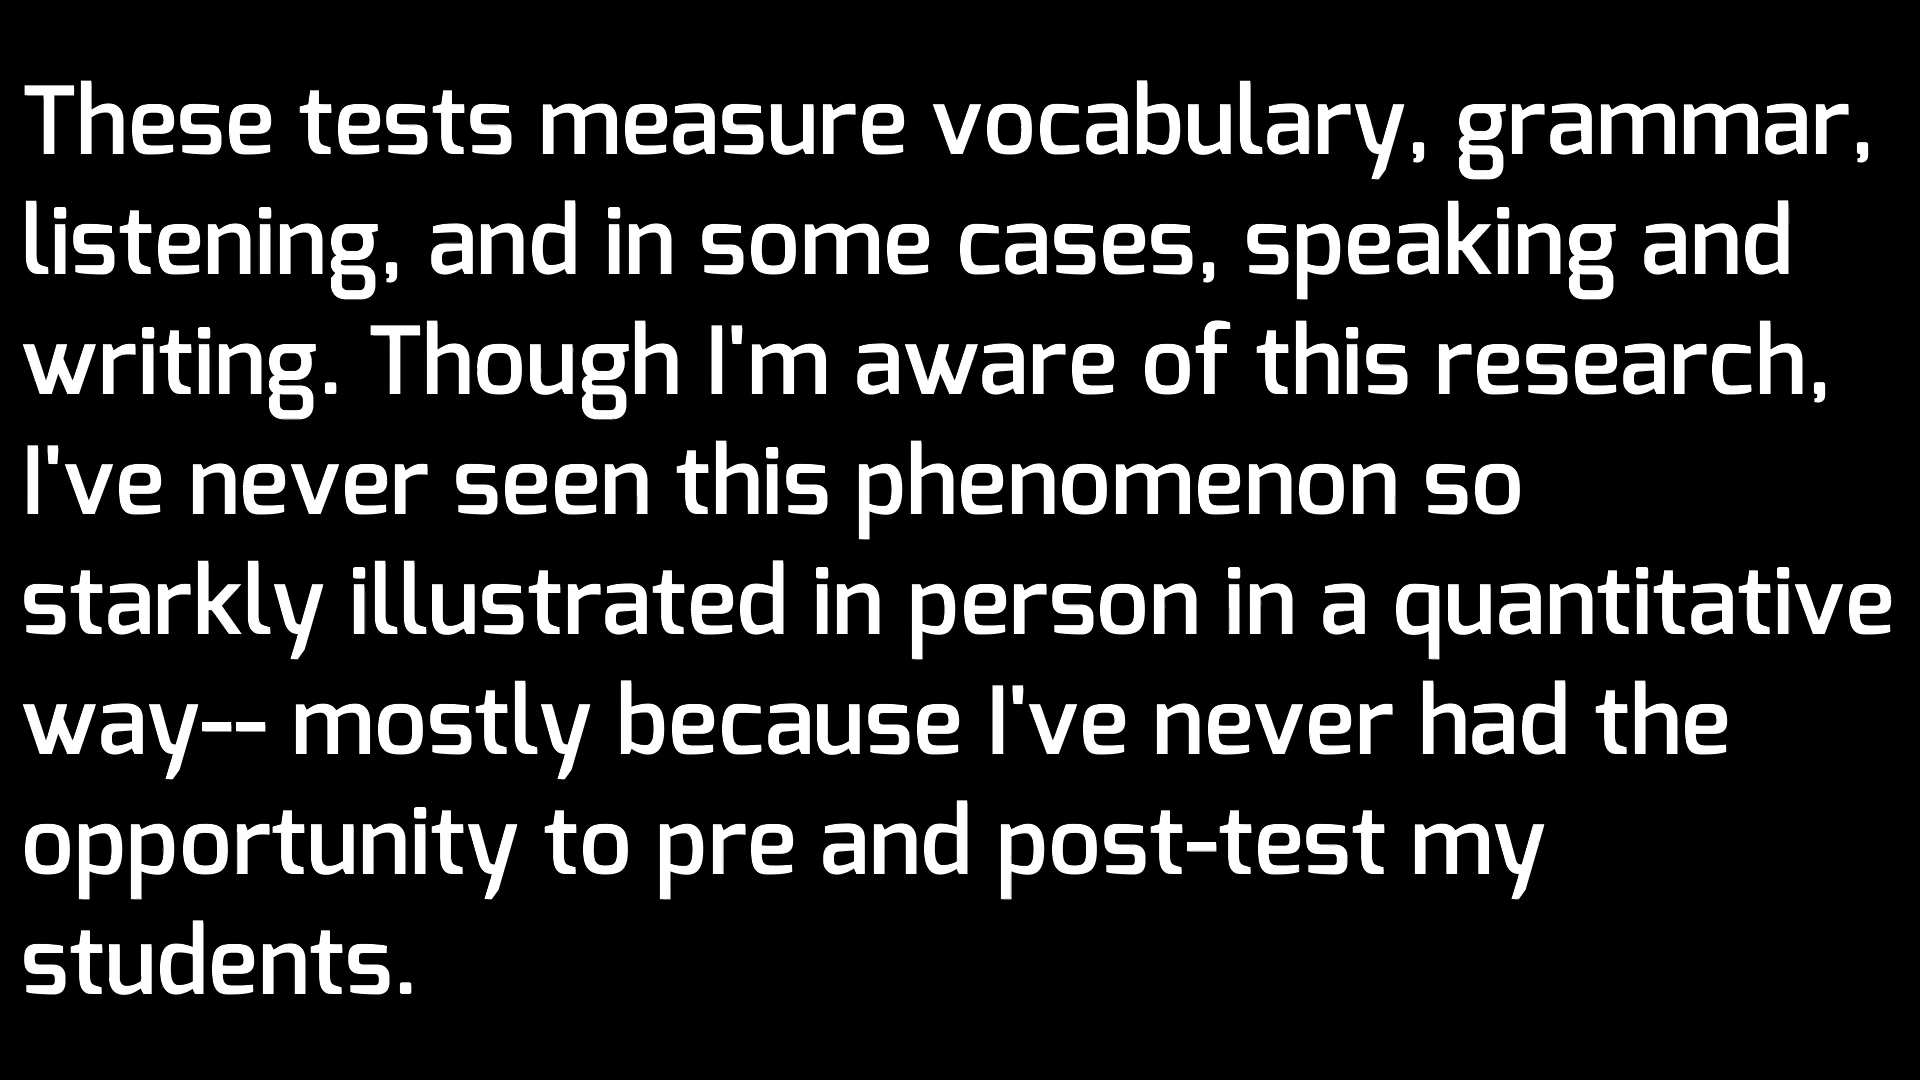 These tests measure vocabulary, grammar,
listening, and in some cases, speaking and
writing. Though I'm aware of this research,
I've never seen this phenomenon so
starkly illustrated in person in a quantitative
way-- mostly because I've never had the
opportunity to pre and post-test my
students.